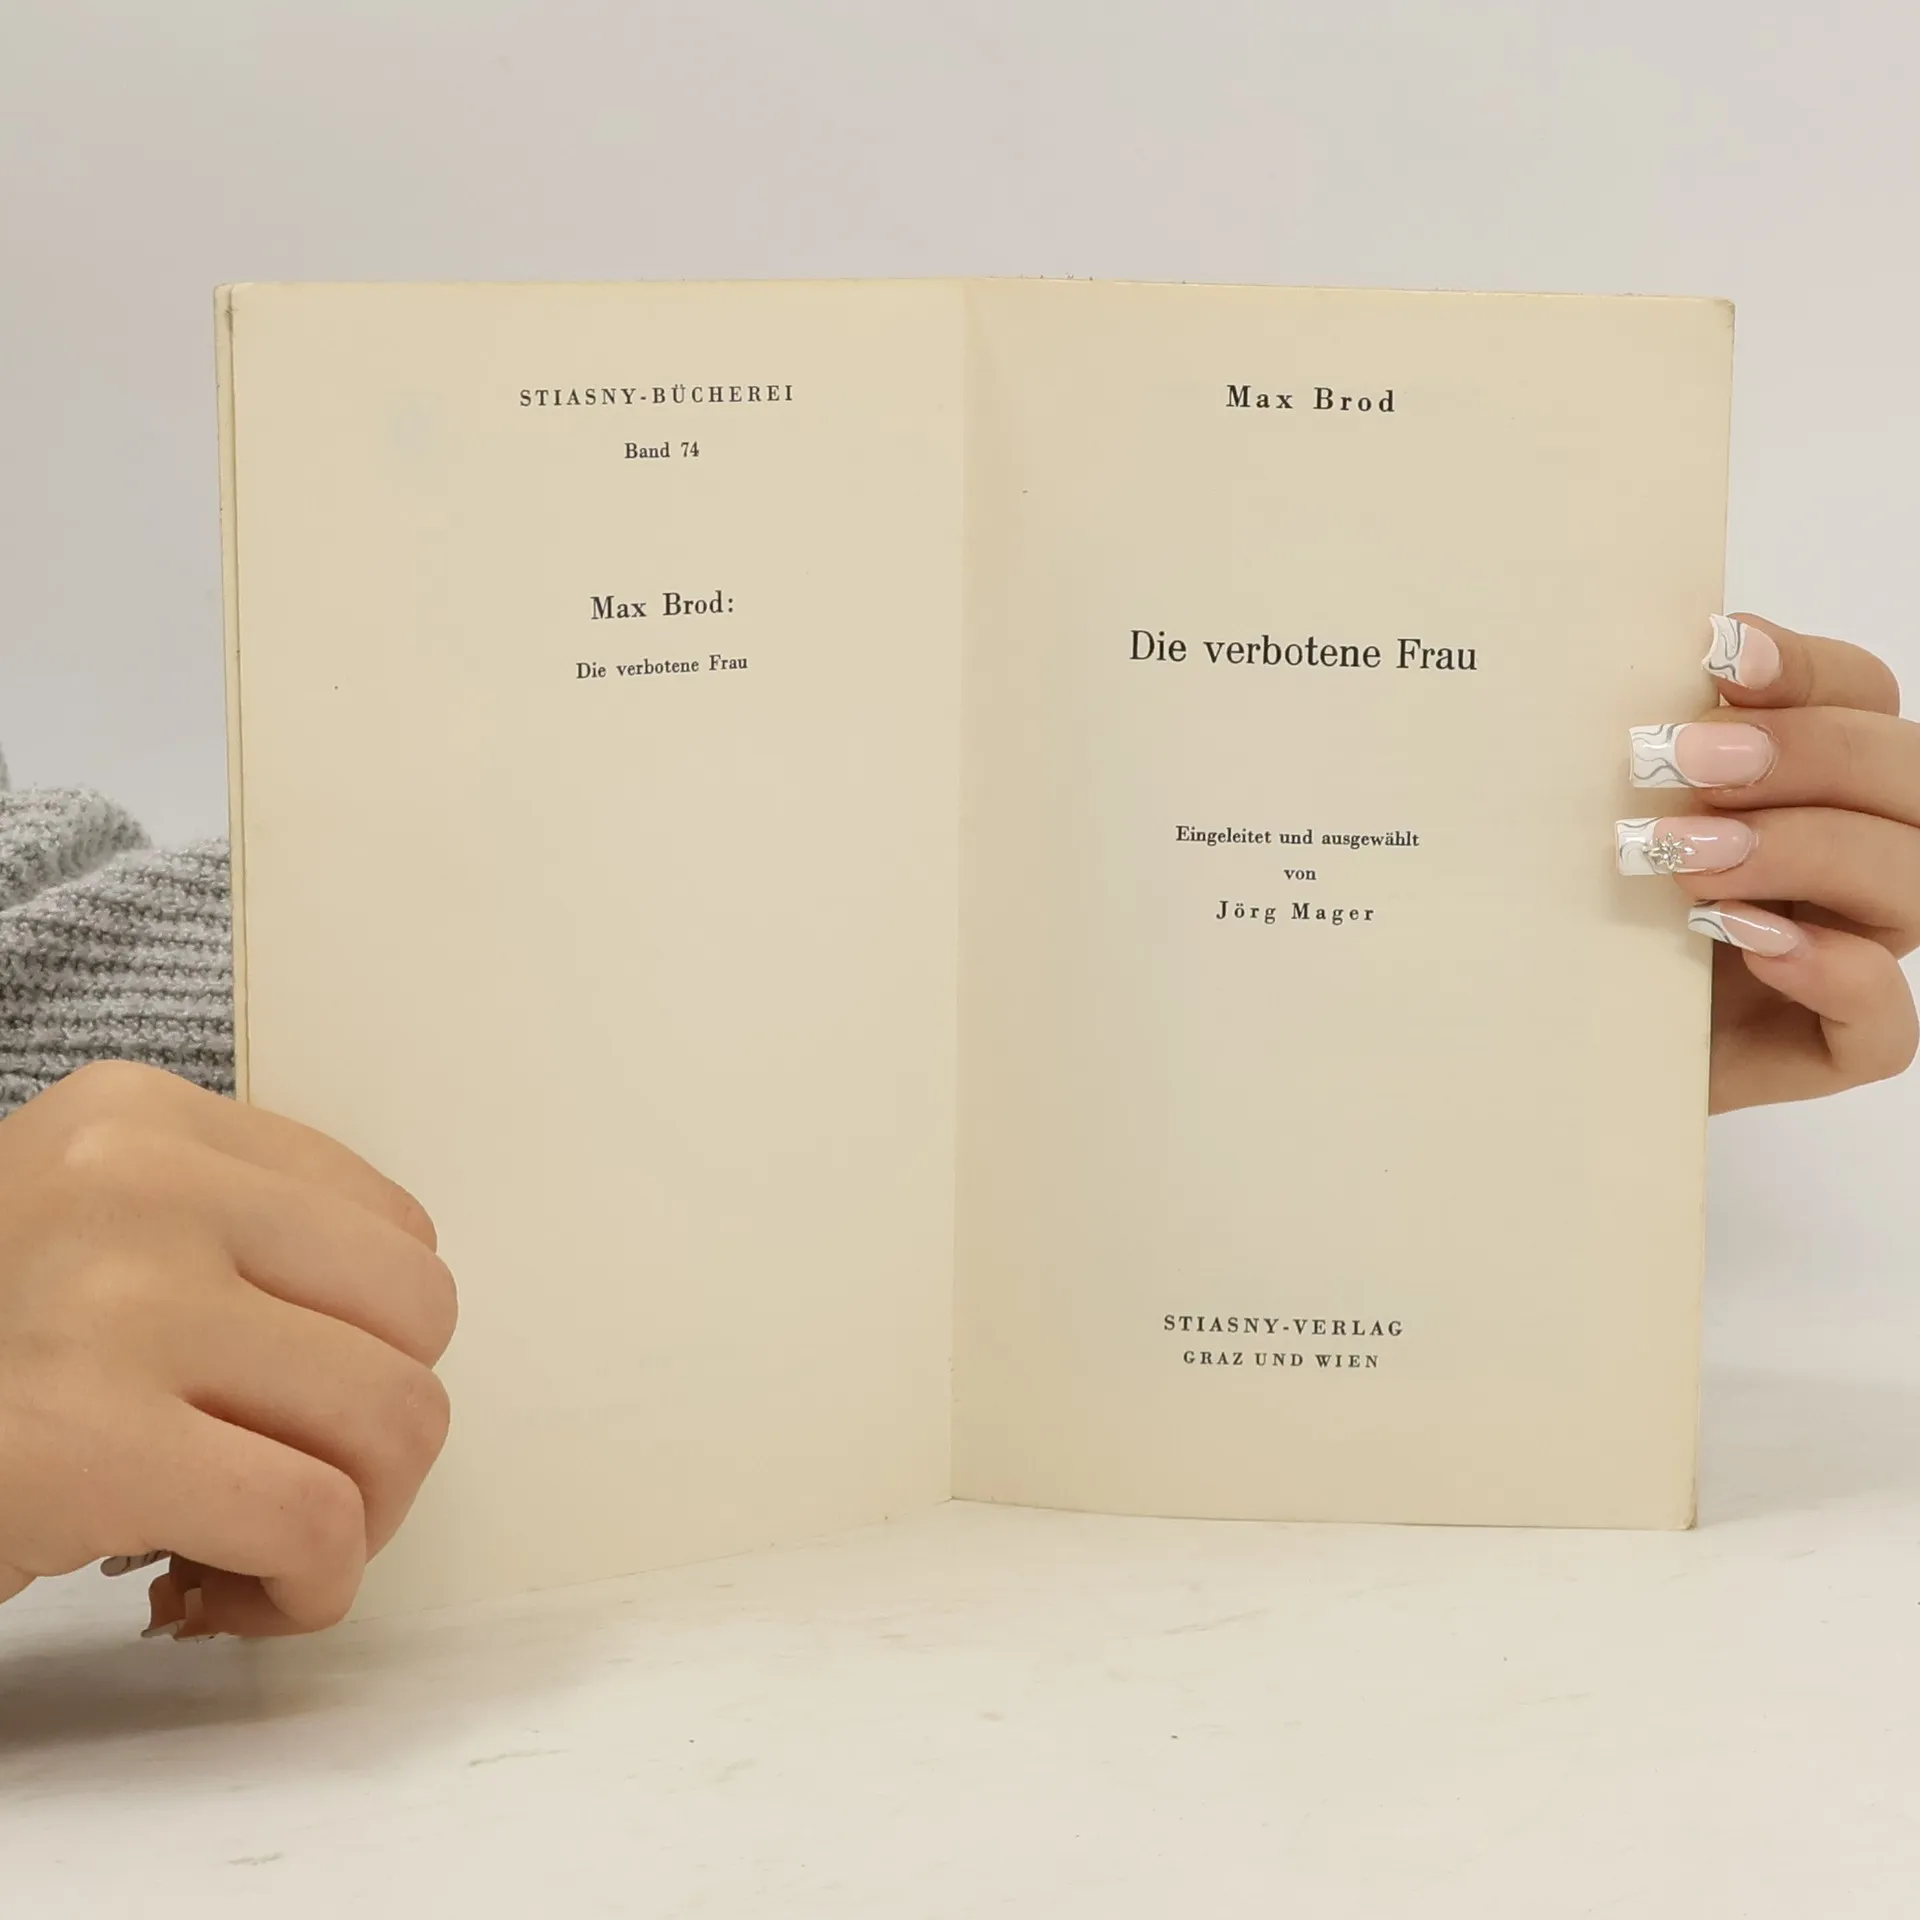 STIASNY-BÜCHEREI
Band 74
Max Brod:
Die verbotene Frau
Max Brod
Die verbotene Frau
Eingeleitet und ausgewählt
von
Jörg Mager
STIASNY-VERLAG
GRAZ UND WIEN